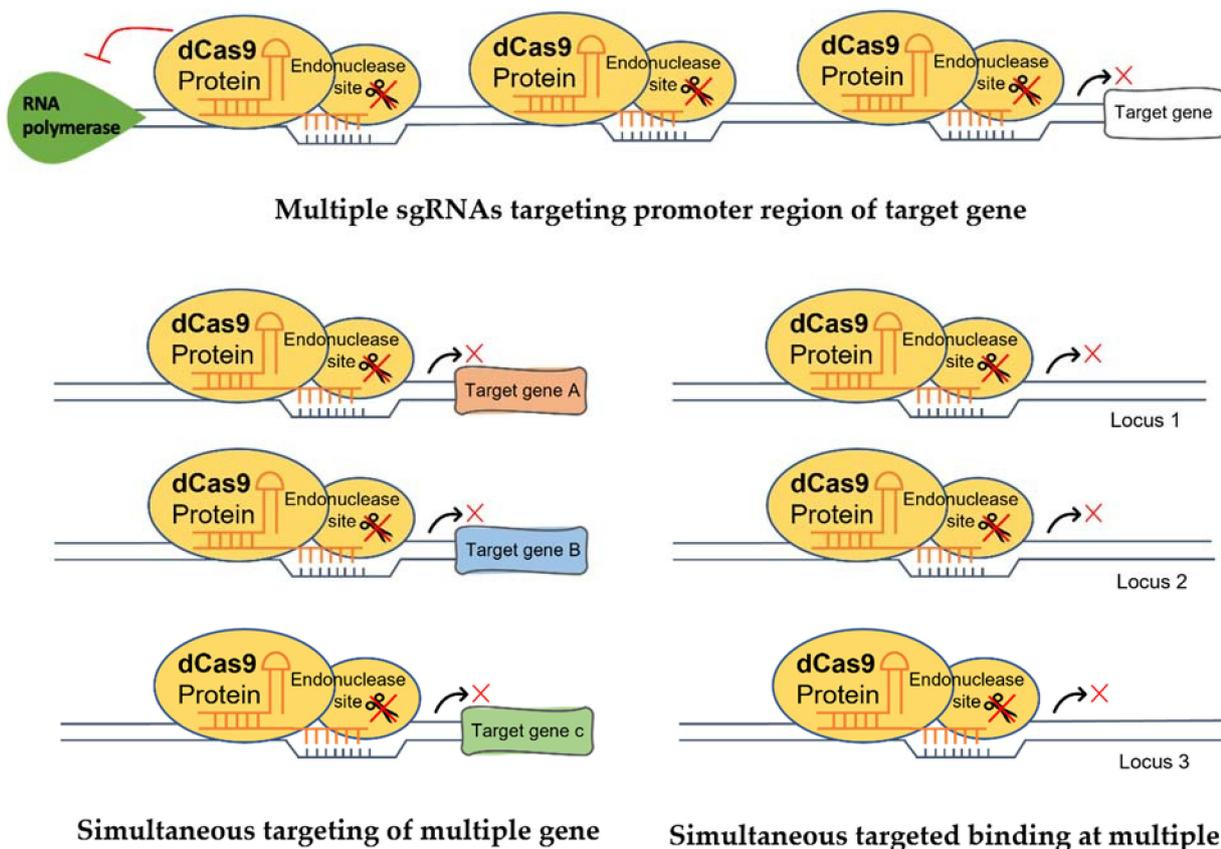 dCas9
Protein
Endonuclease
site
dCas9
Protein
Endonuclease
site
dCas9
Protein
Endonuclease
site
RNA
polymerase
Target gene
Multiple sgRNAs targeting promoter region of target gene
dCas9
Protein
Endonuclease
site
Target gene A
dCas9
Protein
Endonuclease
site
Locus 1
dCas9
Protein
Endonuclease
site
Target gene B
dCas9
Protein
Endonuclease
site
Locus 2
dCas9
Protein
Endonuclease
site
Target gene c
dCas9
Protein
Endonuclease
site
Locus 3
Simultaneous targeting of multiple gene
Simultaneous targeted binding at multiple